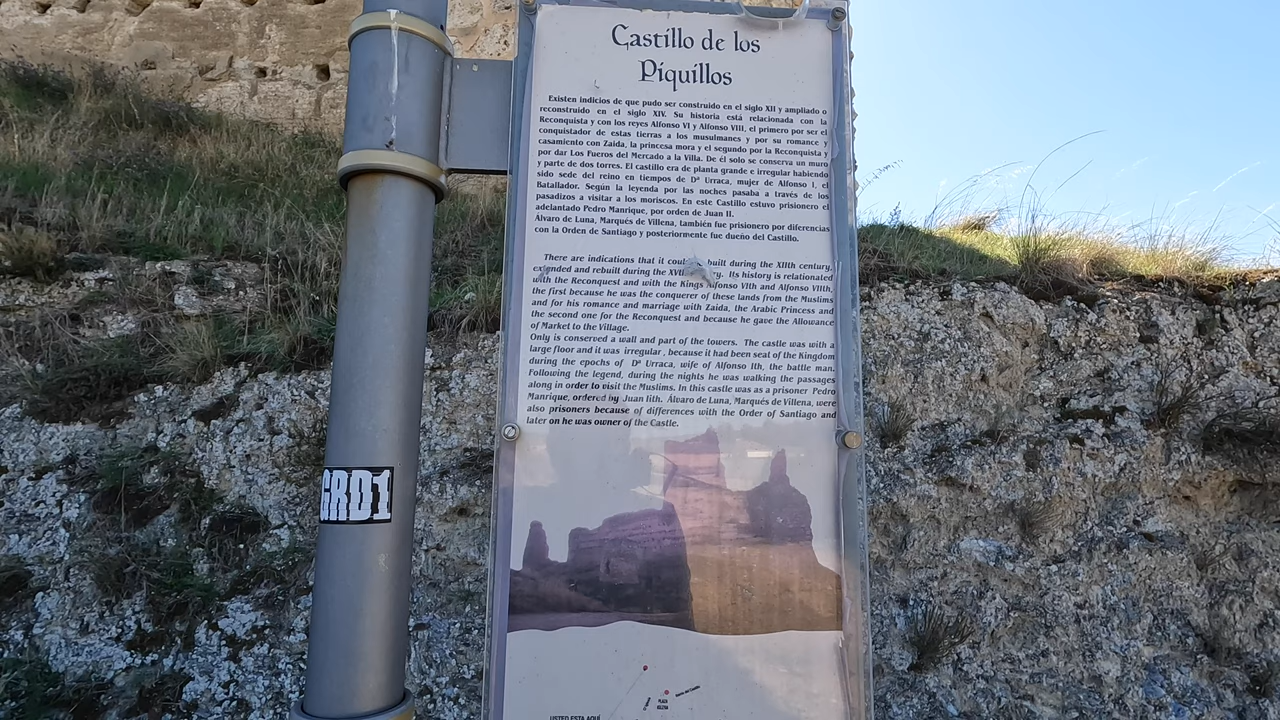 Castillo de los
Piquillos
Existen indicios de que pudo ser construido en el siglo XII y ampliado o
reconstruido en el siglo XIV. Su historia está relacionada con la
Reconquista y con los reyes Alfonso VI y Alfonso VIII, el primero por ser el
conquistador de estas tierras a los musulmanes y por su romance y
casamiento con Zaida, la princesa mora y el segundo por la Reconquista y
por dar Los Fueros del Mercado a la Villa. De él solo se conserva un muro
y parte de dos torres. El castillo era de planta grande e irregular habiendo
sido sede del reino en tiempos de Dª Urraca, mujer de Alfonso I, el
Batallador. Según la leyenda por las noches pasaba a través de los
pasadizos a visitar a los moriscos. En este Castillo estuvo prisionero el
adelantado Pedro Manrique, por orden de Juan II.
Álvaro de Luna, Marqués de Villena, también fue prisionero por diferencias
con la Orden de Santiago y posteriormente fue dueño del Castillo.
There are indications that it could be built during the XIIth century,
extended and rebuilt during the XVIth Its history is relationated
with the Reconquest and with the Kings Alfonso VIth and Alfonso VIIth,
the first because he was the conquerer of these lands from the Muslims
and for his romance and marriage with Zaida, the Arabic Princess and
the second one for the Reconquest and because he gave the Allowance
of Market to the Village.
Only is conserved a wall and part of the towers. The castle was with a
large floor and it was irregular , because it had been seat of the Kingdom
during the epochs of Dª Urraca, wife of Alfonso Ith, the battle man.
Following the legend, during the nights he was walking the passages
along in order to visit the Muslims. In this castle was as a prisoner Pedro
Manrique, ordered by Juan Iith. Álvaro de Luna, Marqués de Villena, were
also prisoners because of differences with the Order of Santiago and
later on he was owner of the Castle.
GRD1
PLAZA
USTED ESTA AQUÍ